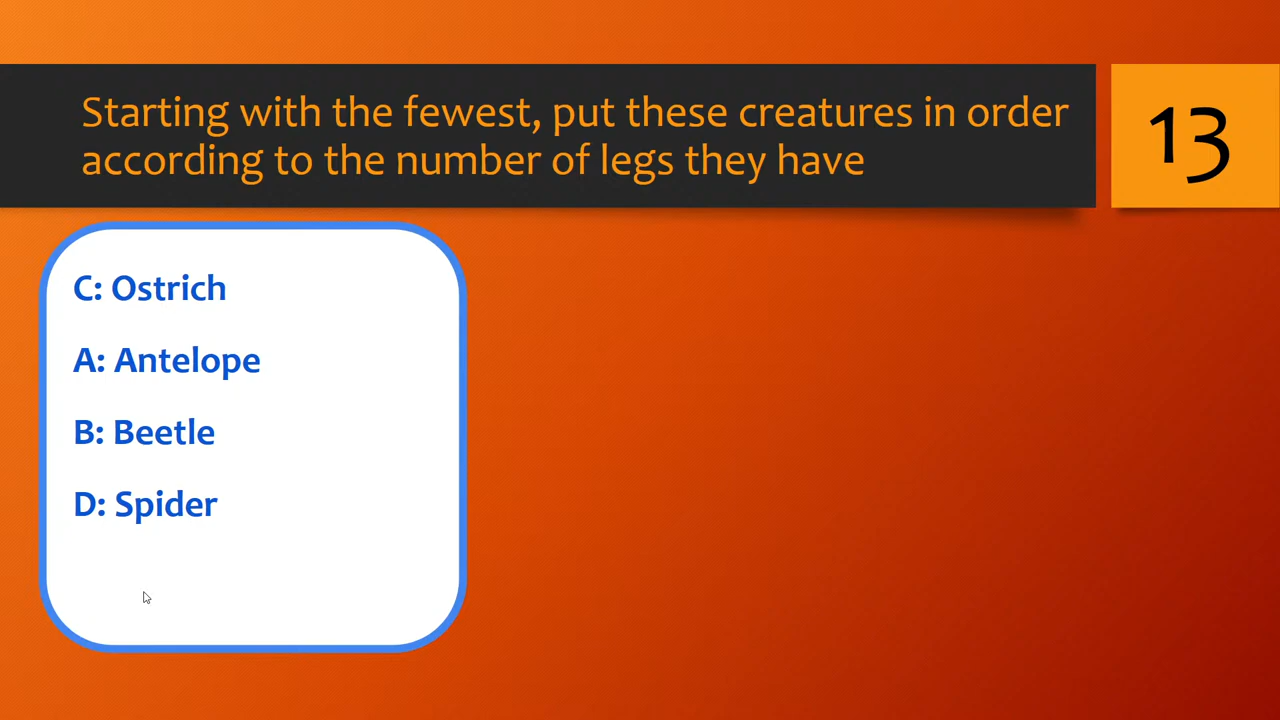 Starting with the fewest, put these creatures in order
according to the number of legs they have
13
C: Ostrich
A: Antelope
B: Beetle
D: Spider